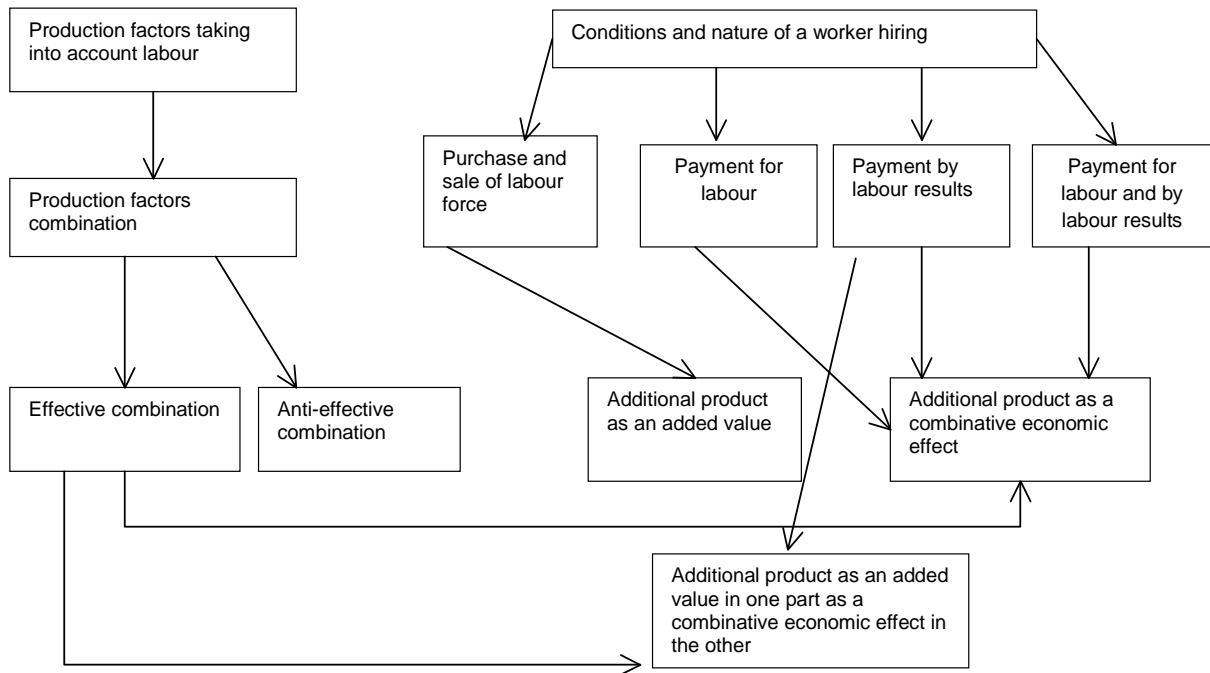 Production factors taking
into account labour
Conditions and nature of a worker hiring
Purchase and
sale of labour
force
Payment for
labour
Payment by
labour results
Payment for
labour and by
labour results
Production factors
combination
Effective combination
Anti-effective
combination
Additional product
as an added value
Additional product as a
combinative economic
effect
Additional product as an added
value in one part as a
combinative economic effect in
the other